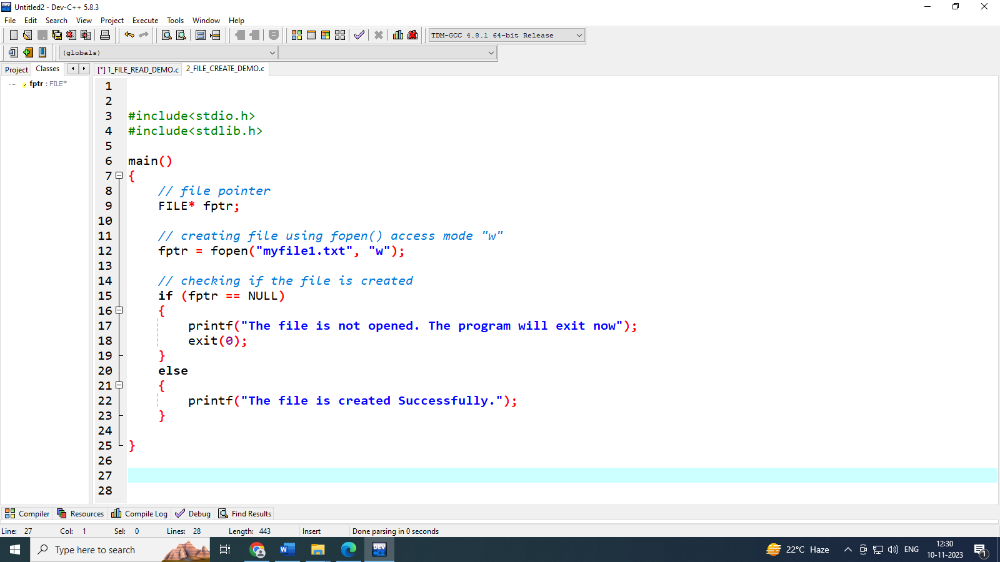 Untitled2 - Dev-C++ 5.8.3
File Edit Search View Project Execute Tools Window Help
TDM-GCC 4.8.1 64-bit Release
(globals)
Project Classes [*] 1_FILE_READ_DEMO.c 2_FILE_CREATE_DEMO.c
fptr : FILE*
1
2
3 #include<stdio.h>
4 #include<stdlib.h>
5
6 main()
7 {
8 // file pointer
9 FILE* fptr;
10
11 // creating file using fopen() access mode "w"
12 fptr = fopen("myfile1.txt", "w");
13
14 // checking if the file is created
15 if (fptr == NULL)
16 {
17 printf("The file is not opened. The program will exit now");
18 exit(0);
19 }
20 else
21 {
22 printf("The file is created Successfully.");
23 }
24
25 }
26
27
28
Compiler Resources Compile Log Debug Find Results
Line: 27 Col: 1 Sel: 0 Lines: 28 Length: 443 Insert Done parsing in 0 seconds
Type here to search DEV 22°C Haze ENG 12:30
10-11-2023 1